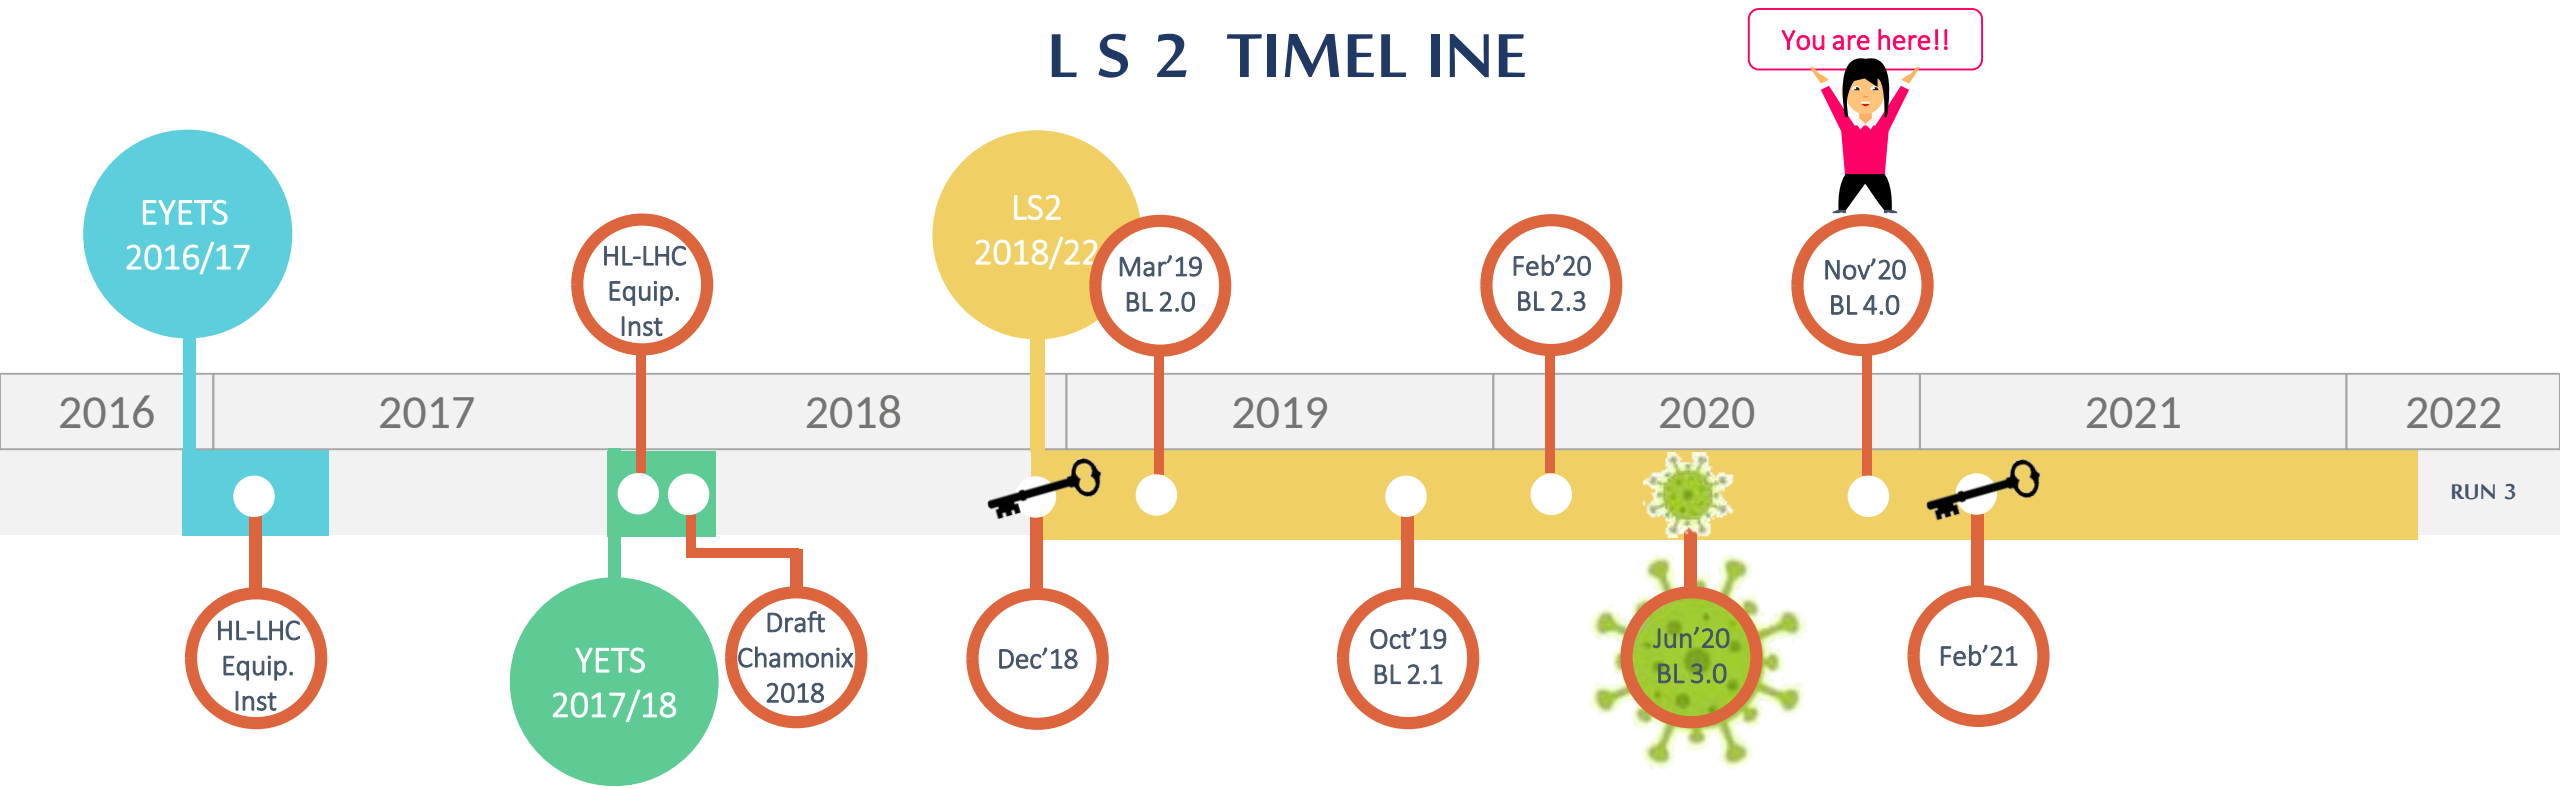 LS 2 TIMELINE
You are here!!
EYETS
2016/17
HL-LHC
Equip.
Inst
LS2
2018/22
Mar’19
BL 2.0
Feb’20
BL 2.3
Nov’20
BL 4.0
2016
2017
2018
2019
2020
2021
2022
RUN 3
HL-LHC
Equip.
Inst
YETS
2017/18
Draft
Chamonix
2018
Dec’18
Oct’19
BL 2.1
Jun’20
BL 3.0
Feb’21